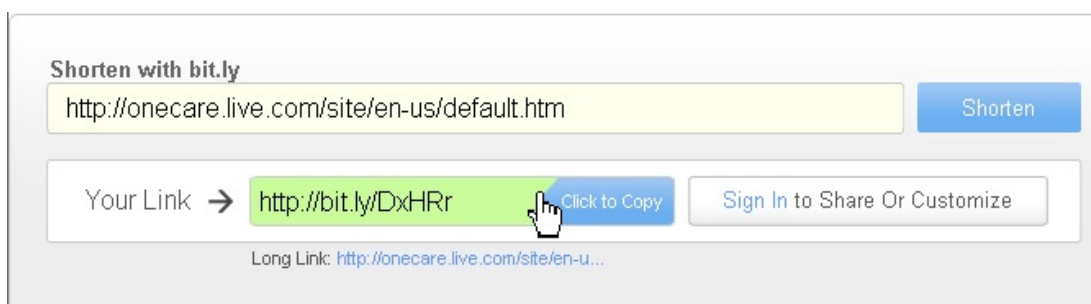 Shorten with bit.ly
http://onecare.live.com/site/en-us/default.htm
Shorten
Your Link → http://bit.ly/DxHRr Click to Copy Sign In to Share Or Customize
Long Link: http://onecare.live.com/site/en-u...